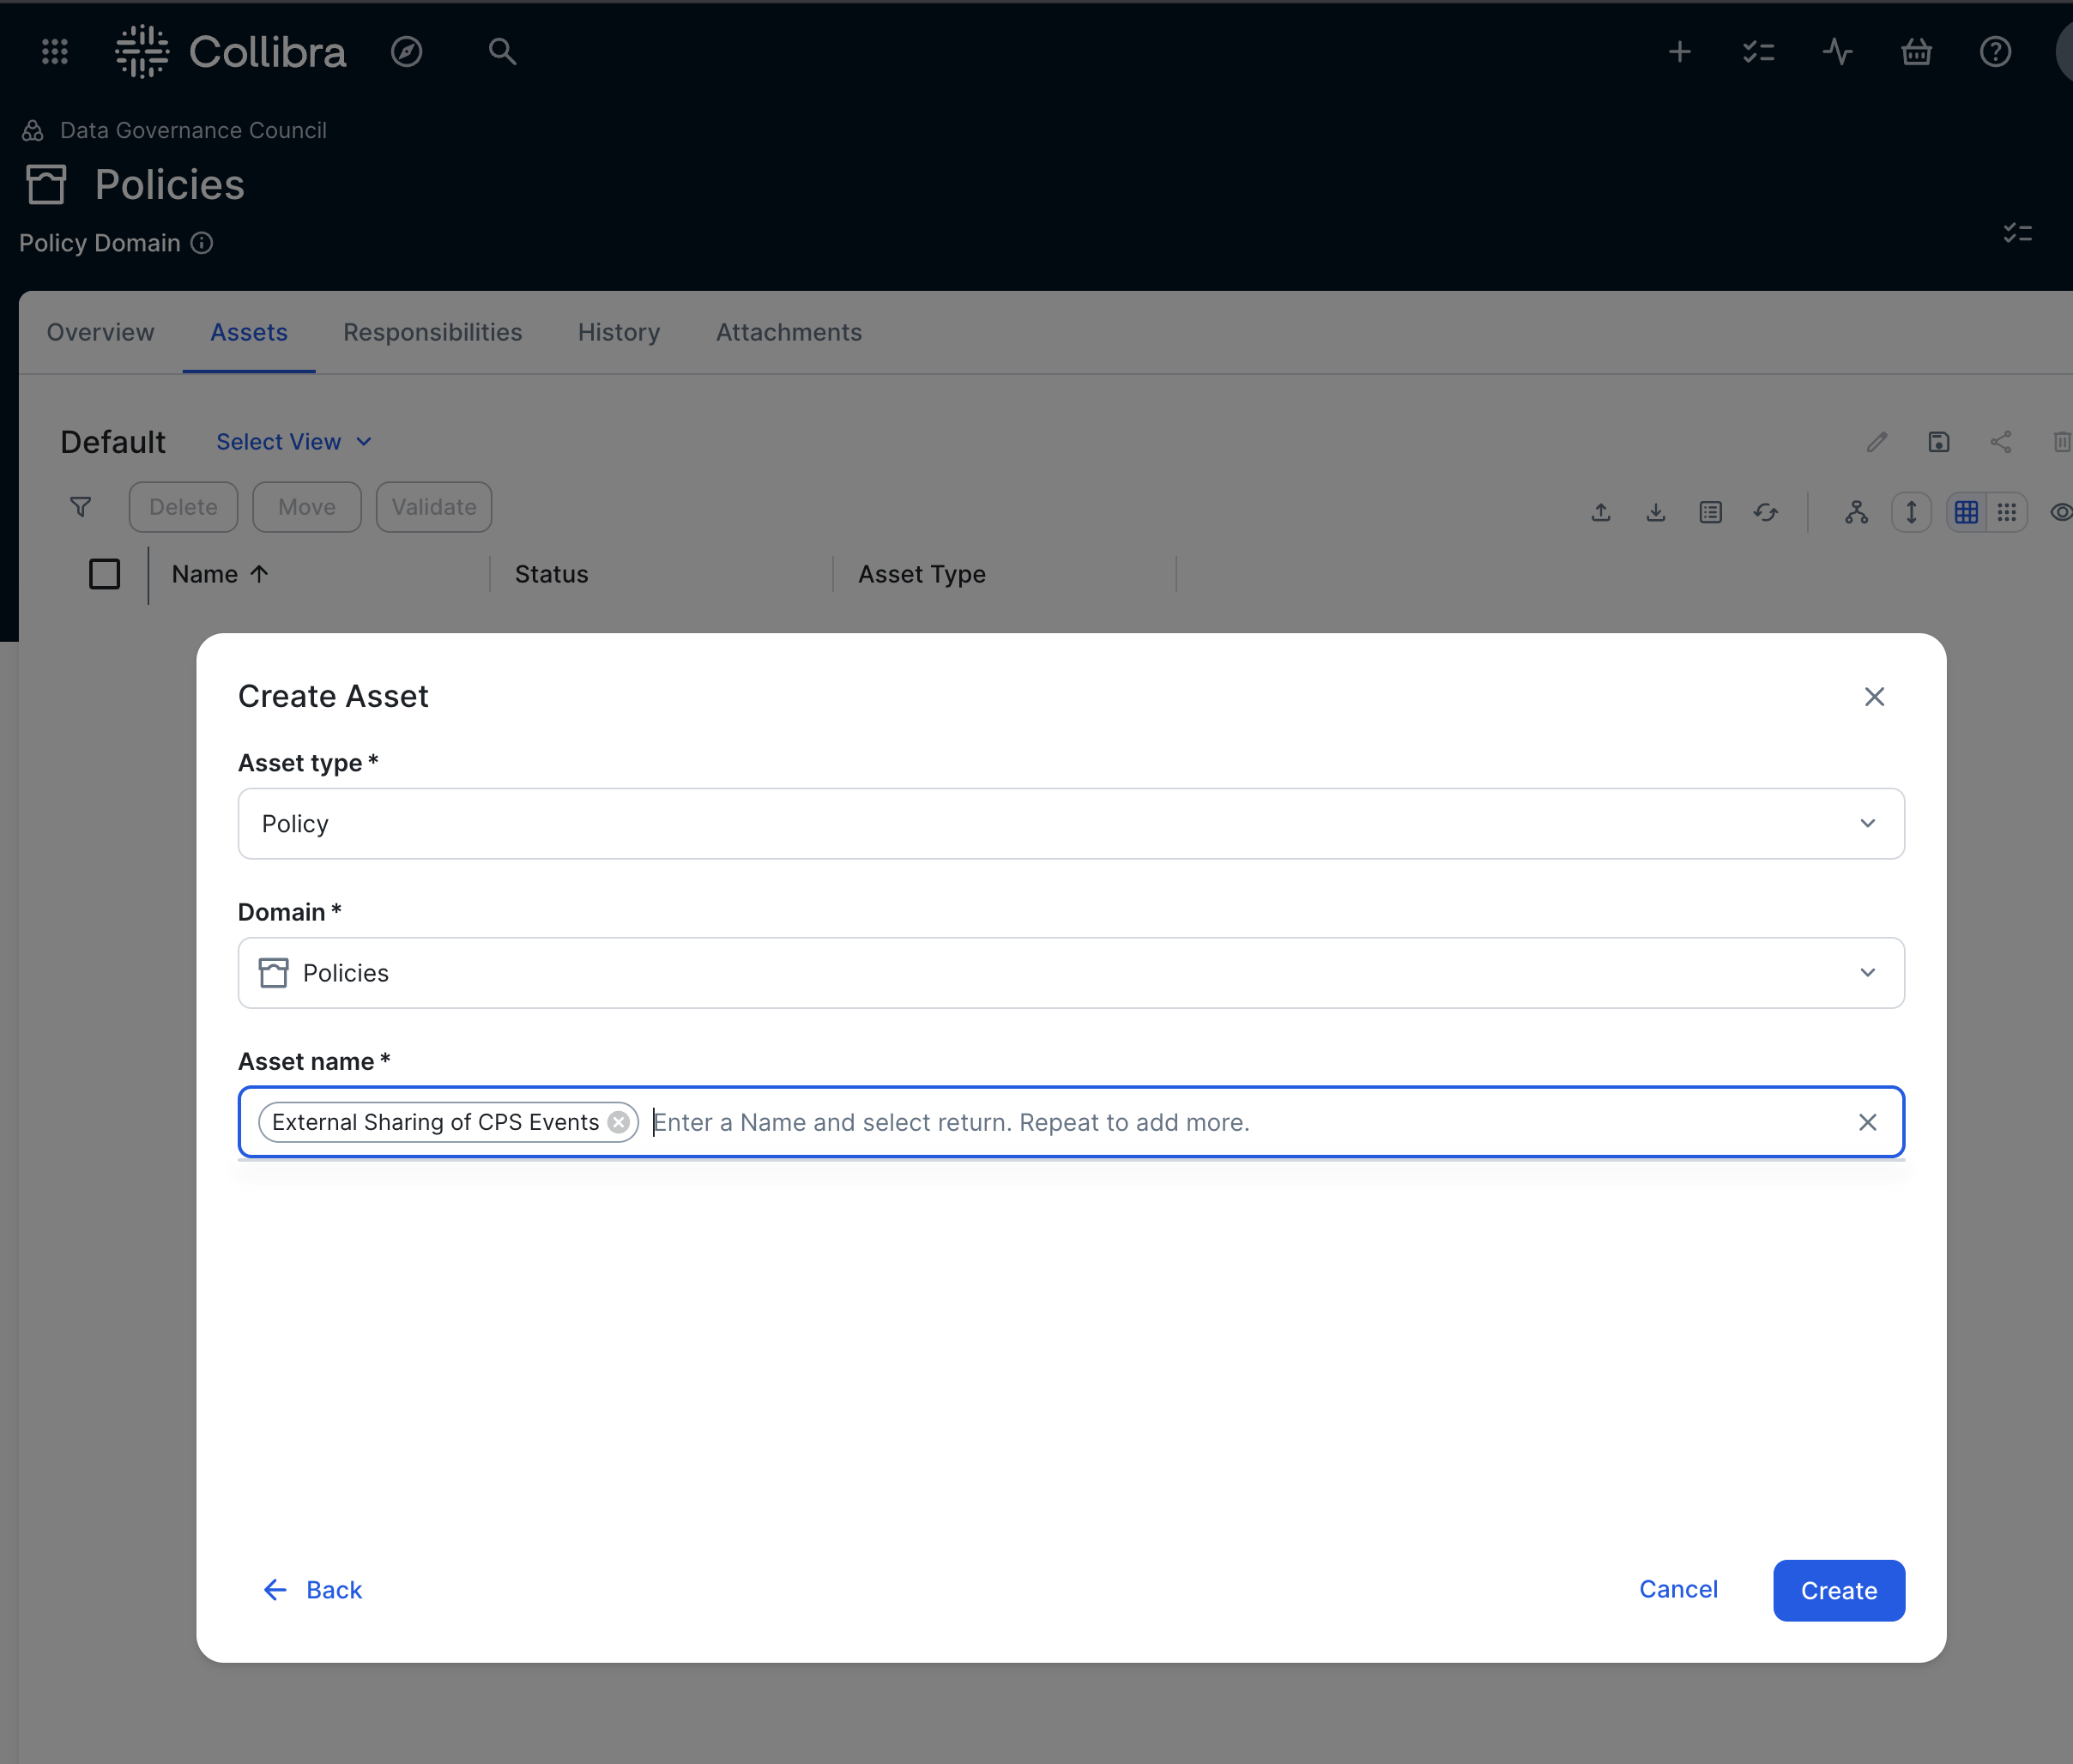 Collibra
Data Governance Council
Policies
Policy Domain
Overview Assets Responsibilities History Attachments
Default Select View
Delete Move Validate
Name Status Asset Type
Create Asset
Asset type *
Policy
Domain *
Policies
Asset name *
External Sharing of CPS Events Enter a Name and select return. Repeat to add more.
Back Cancel Create